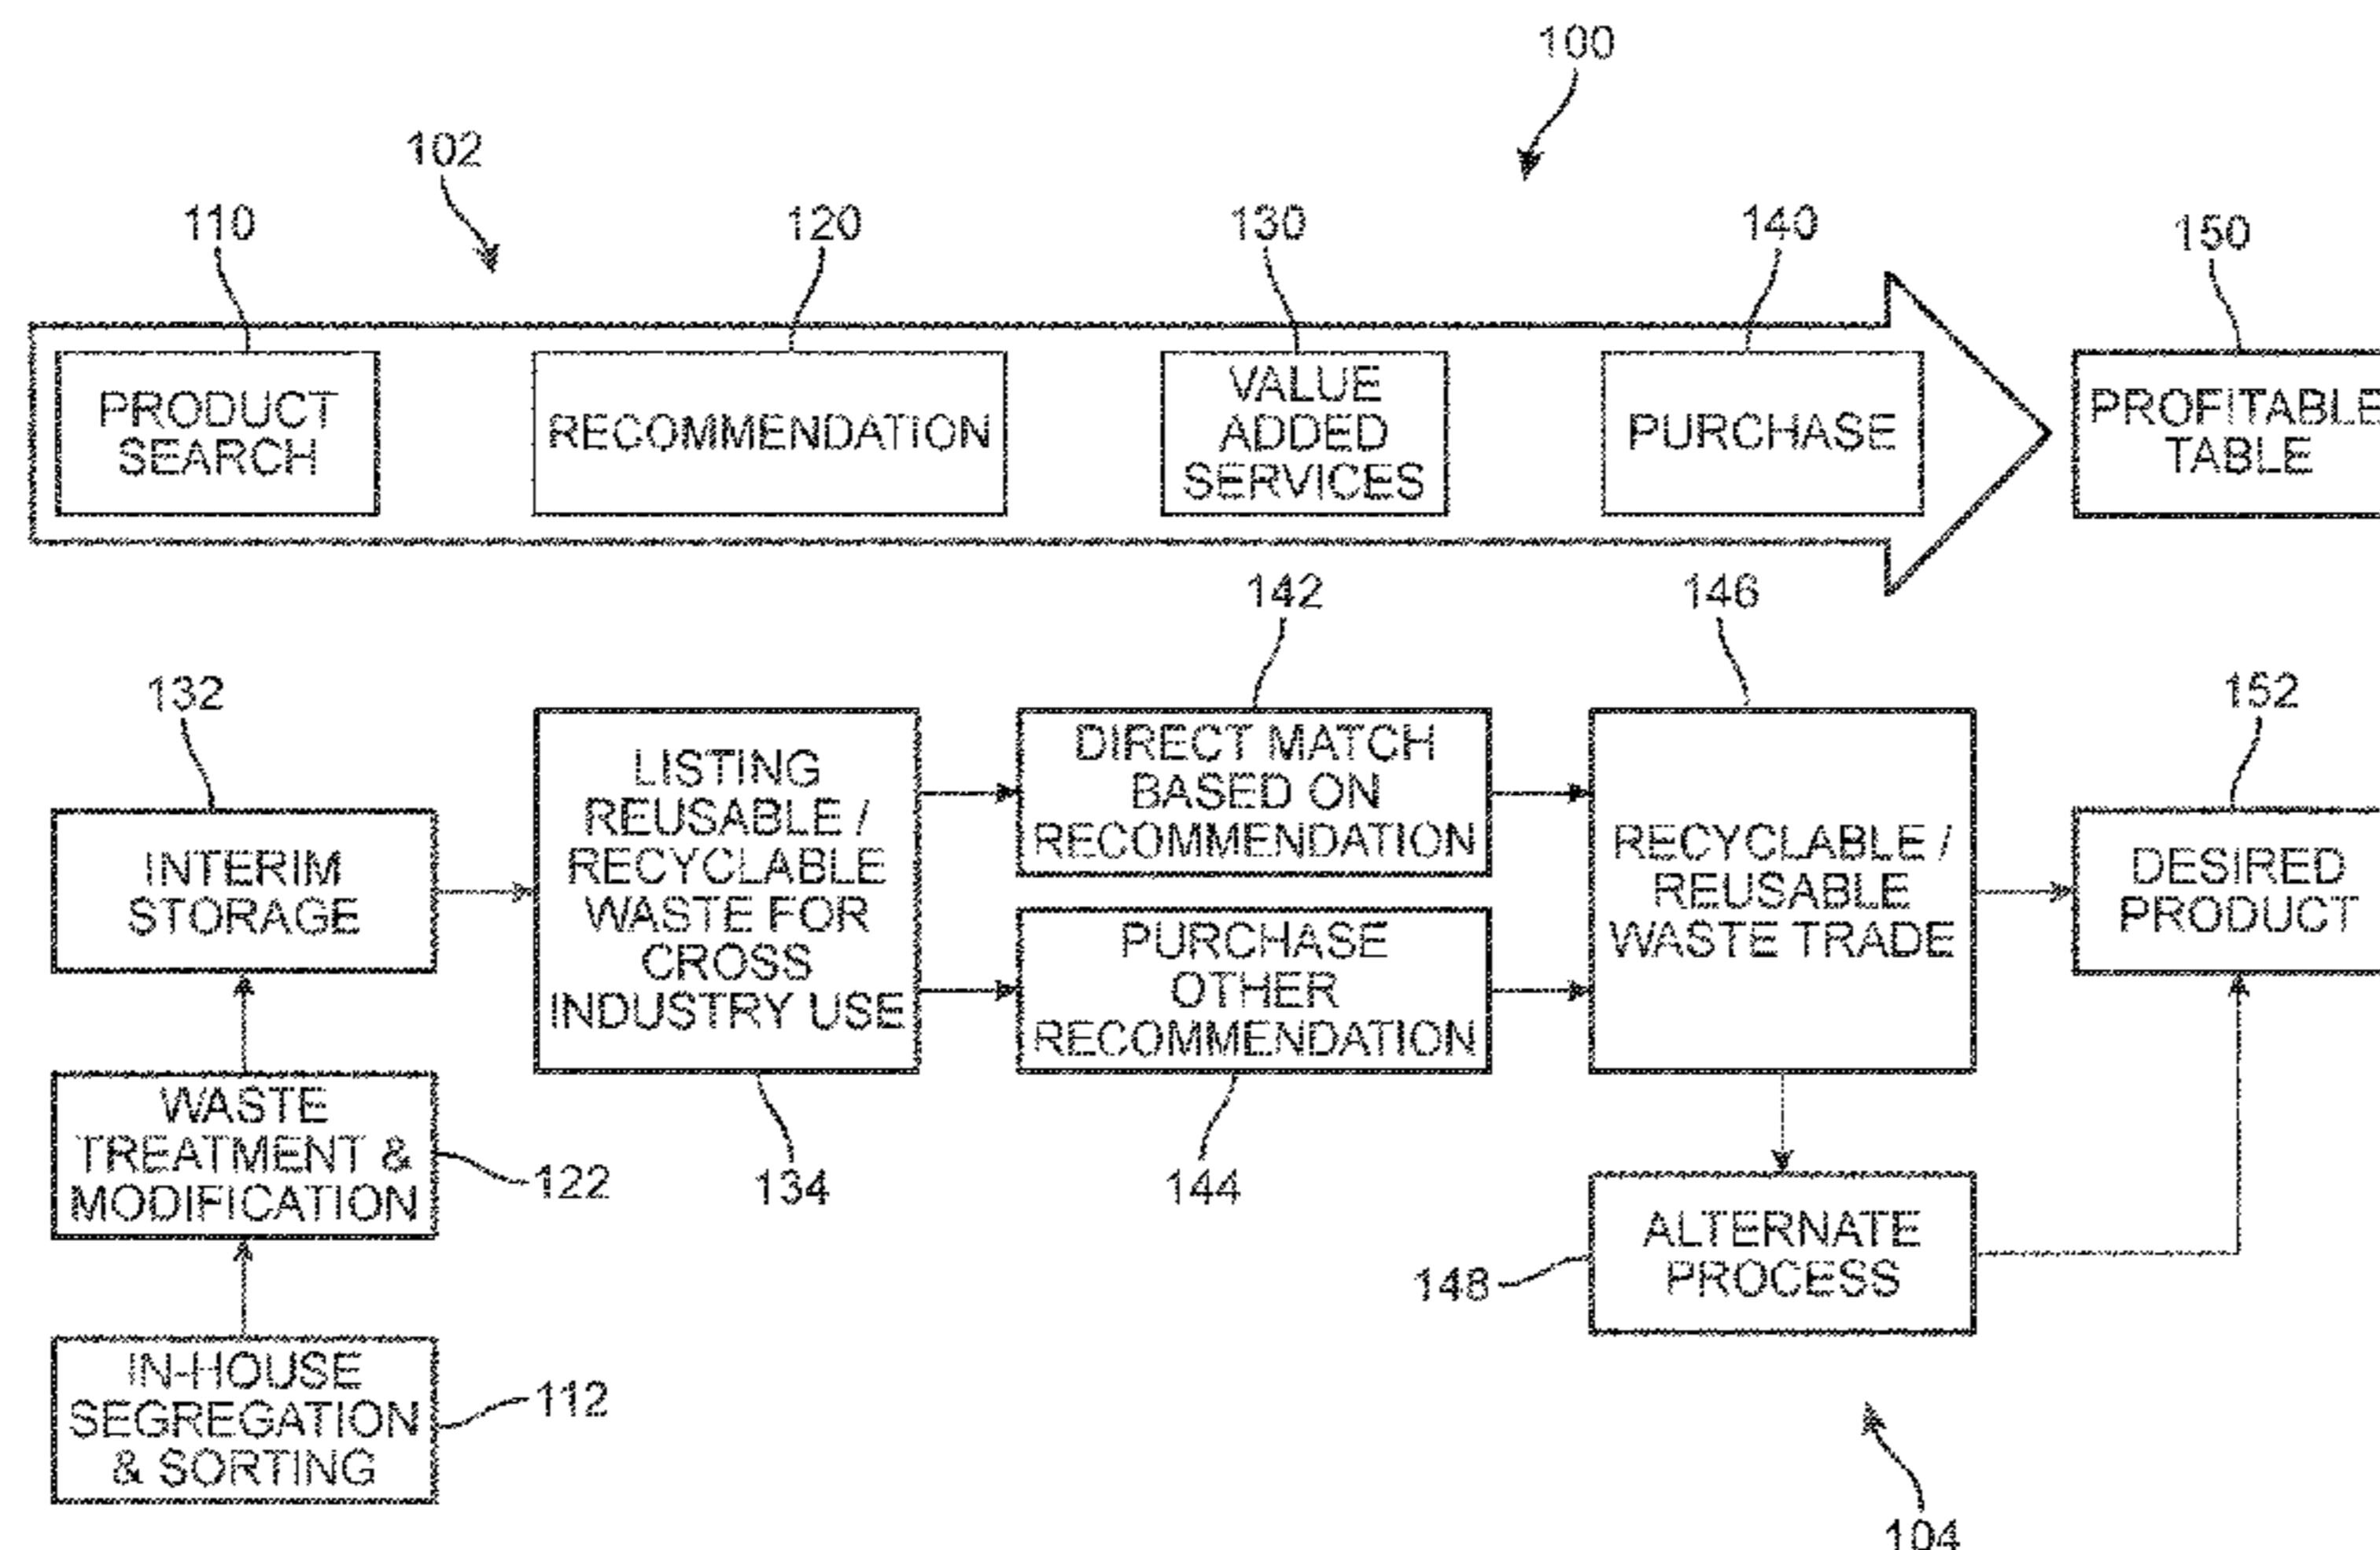 100
102
110
120
130
140
150
PRODUCT
SEARCH
RECOMMENDATION
VALUE
ADDED
SERVICES
PURCHASE
PROFITABLE
TABLE
142
146
132
152
INTERIM
STORAGE
LISTING
REUSABLE /
RECYCLABLE
WASTE FOR
CROSS
INDUSTRY USE
DIRECT MATCH
BASED ON
RECOMMENDATION
PURCHASE
OTHER
RECOMMENDATION
RECYCLABLE /
REUSABLE
WASTE TRADE
DESIRED
PRODUCT
WASTE
TREATMENT &
MODIFICATION
122
134
144
148
ALTERNATE
PROCESS
IN-HOUSE
SEGREGATION
& SORTING
112
104